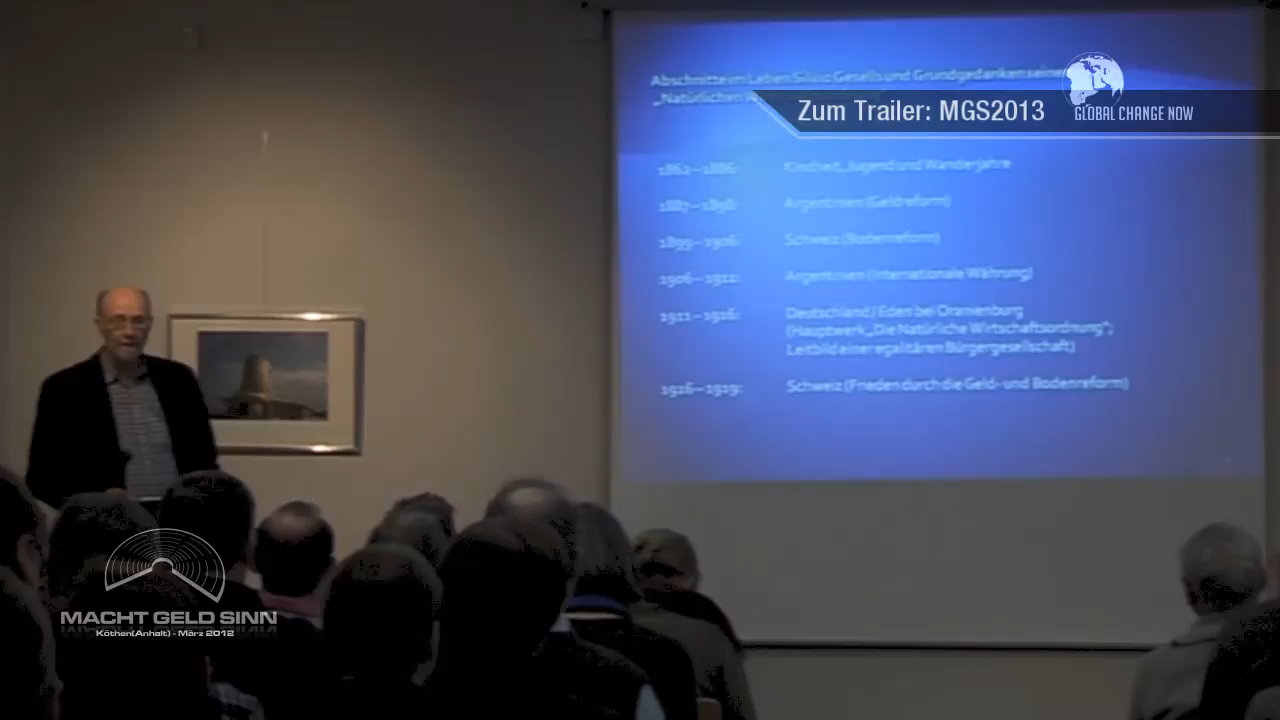 Abschnitte im Leben Silvio Gesells und Grundgedanken seiner
„Natürlichen
Zum Trailer: MGS2013
GLOBAL CHANGE NOW
1862–1886: Kindheit, Jugend und Wanderjahre
1887–1898: Argentinien (Geldreform)
1899–1906: Schweiz (Bodenreform)
1906–1911: Argentinien (Internationale Währung)
1911–1916: Deutschland / Eden bei Oranienburg
(Hauptwerk „Die Natürliche Wirtschaftsordnung“;
Leitbild einer egalitären Bürgergesellschaft)
1916–1919: Schweiz (Frieden durch die Geld- und Bodenreform)
MACHT GELD SINN
Köthen(Anhalt) - März 2012